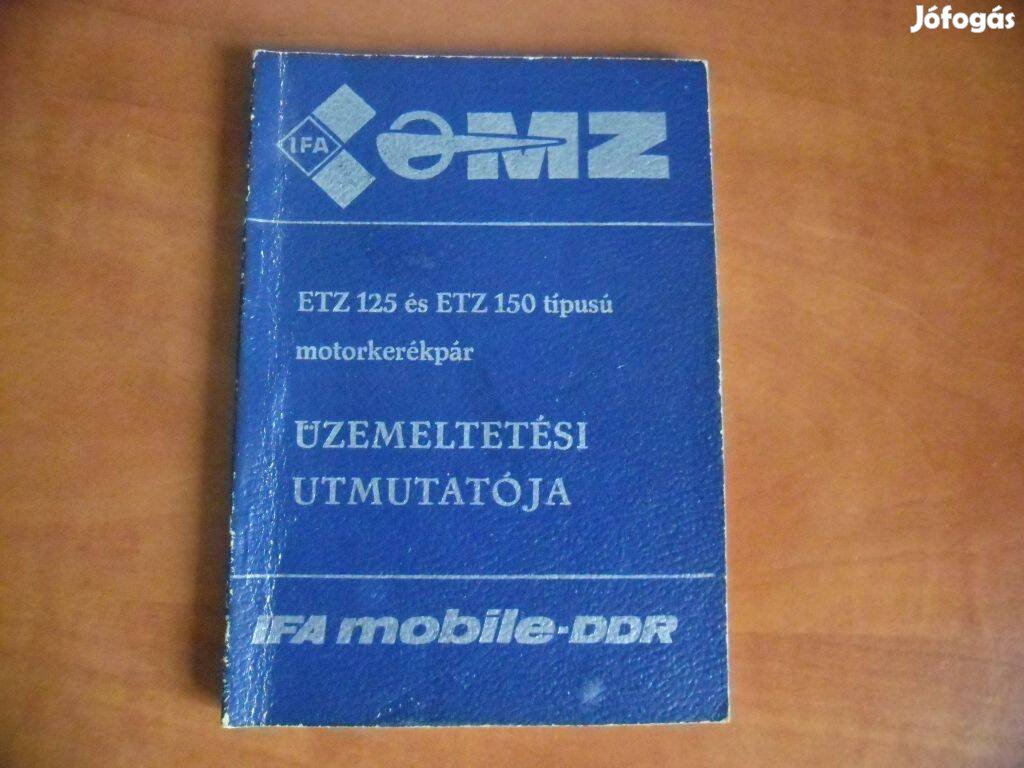 Jófogás
IFA MZ
ETZ 125 és ETZ 150 típusú
motorkerékpár
ÜZEMELTETÉSI
UTMUTATÓJA
IFA mobile-DDR